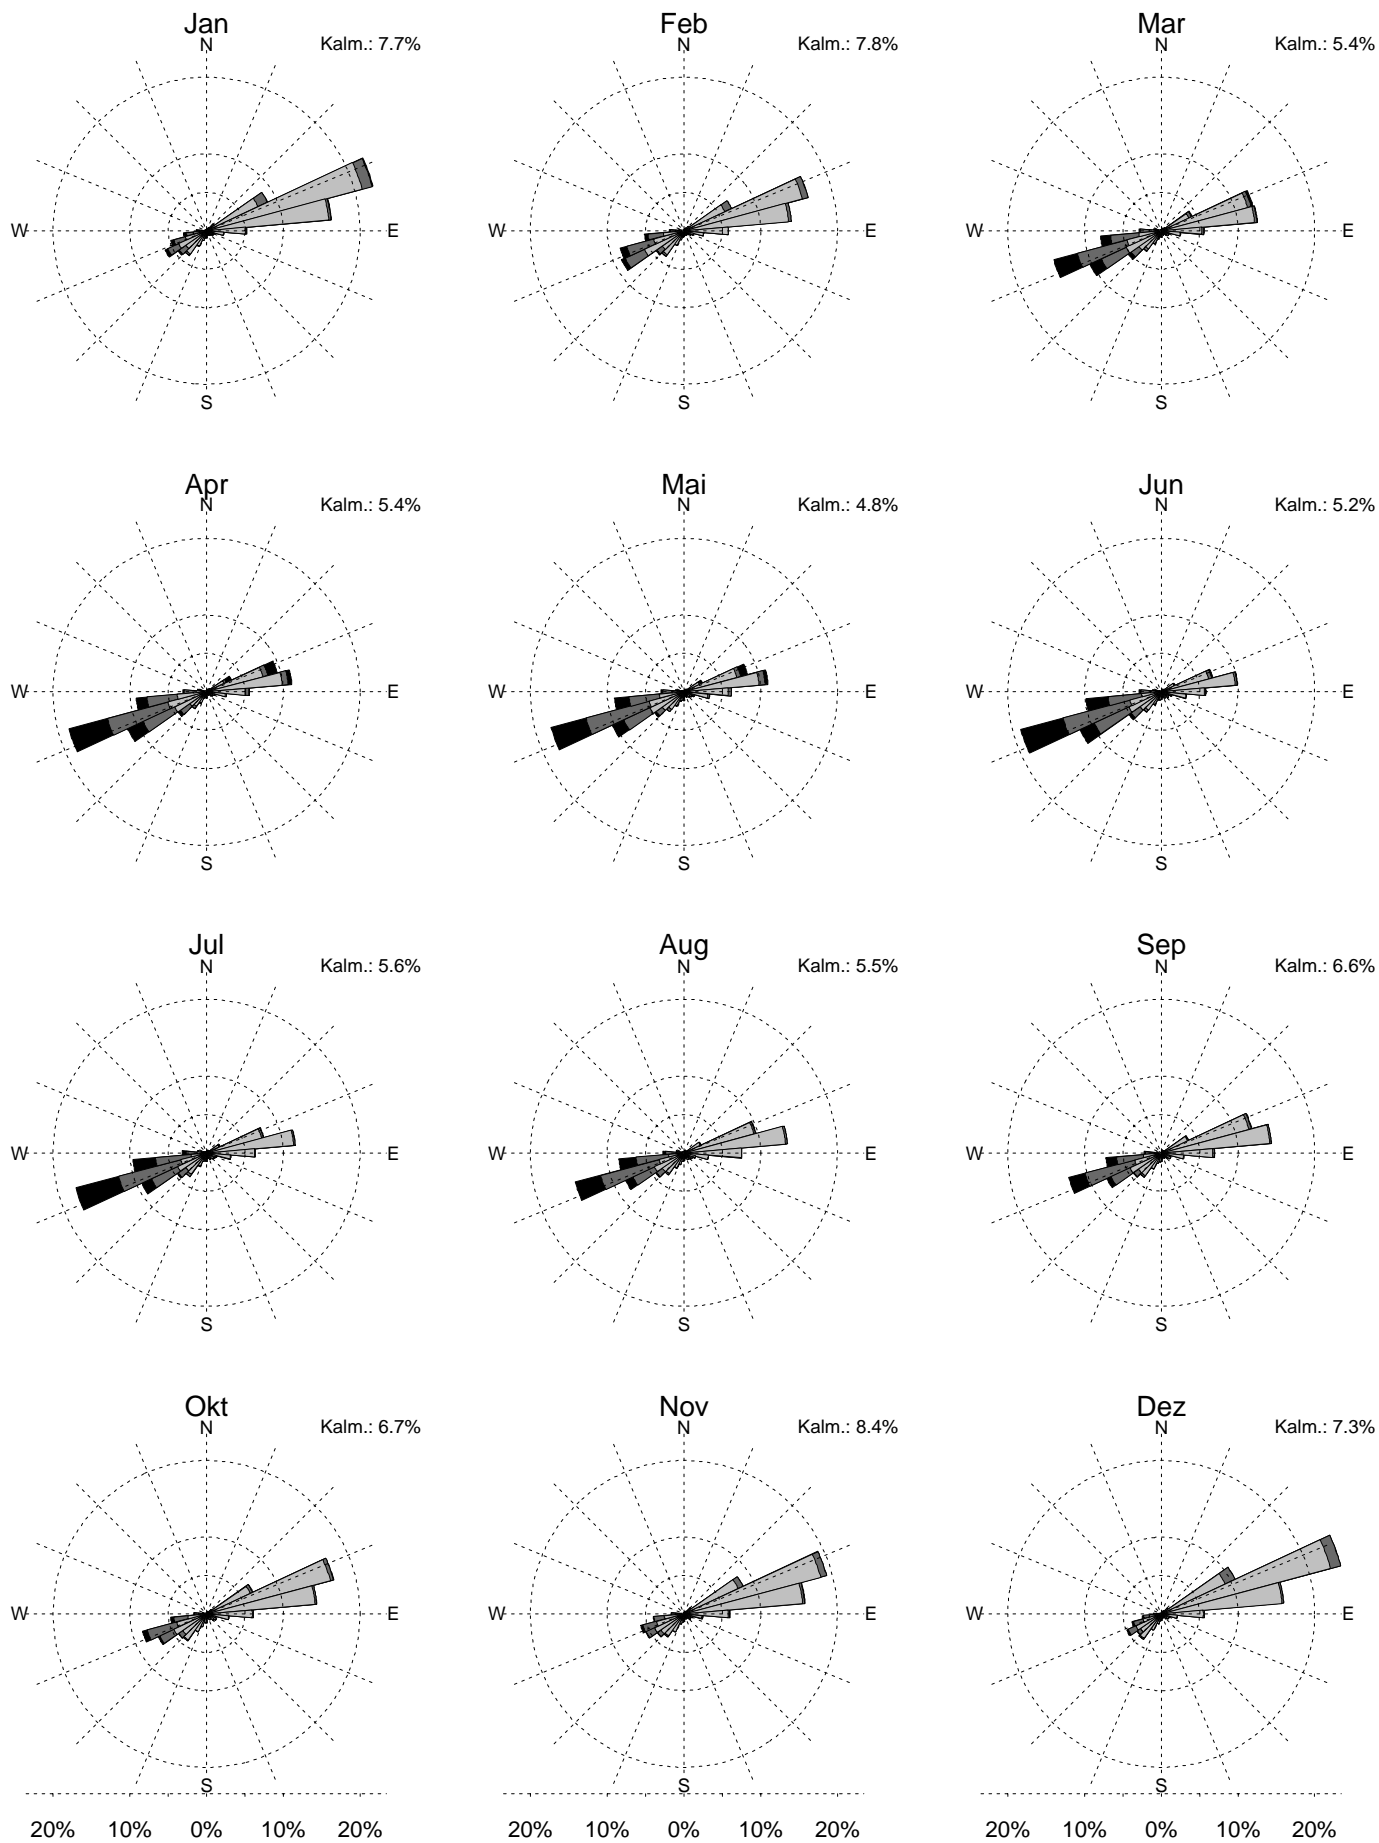 Jan Feb Mar
N Kalm.: 7.7% N Kalm.: 7.8% N Kalm.: 5.4%
W E W E W E
S S S
Apr Mai Jun
N Kalm.: 5.4% N Kalm.: 4.8% N Kalm.: 5.2%
W E W E W E
S S S
Jul Aug Sep
N Kalm.: 5.6% N Kalm.: 5.5% N Kalm.: 6.6%
W E W E W E
S S S
Okt Nov Dez
N Kalm.: 6.7% N Kalm.: 8.4% N Kalm.: 7.3%
W E W E W E
S S S
20% 10% 0% 10% 20% 20% 10% 0% 10% 20% 20% 10% 0% 10% 20%